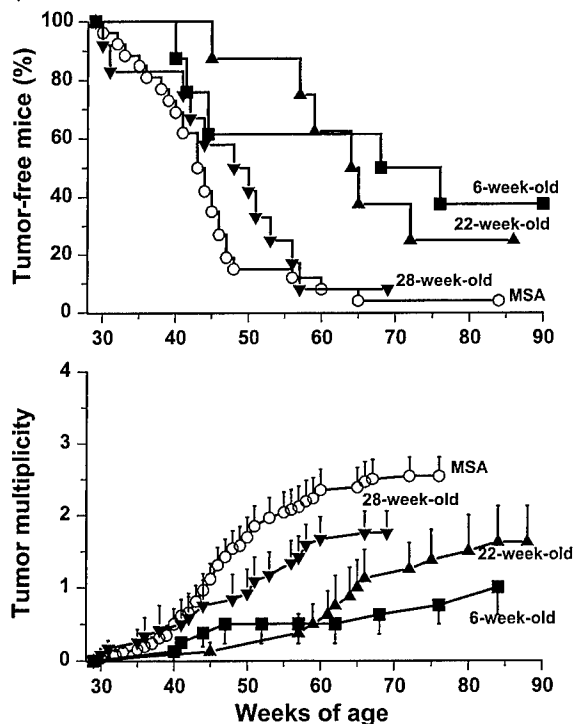 Tumor-free mice (%)
100
80
60
40
20
0
6-week-old
22-week-old
28-week-old
MSA
30 40 50 60 70 80 90
Tumor multiplicity
4
3
2
1
0
MSA
28-week-old
22-week-old
6-week-old
30 40 50 60 70 80 90
Weeks of age